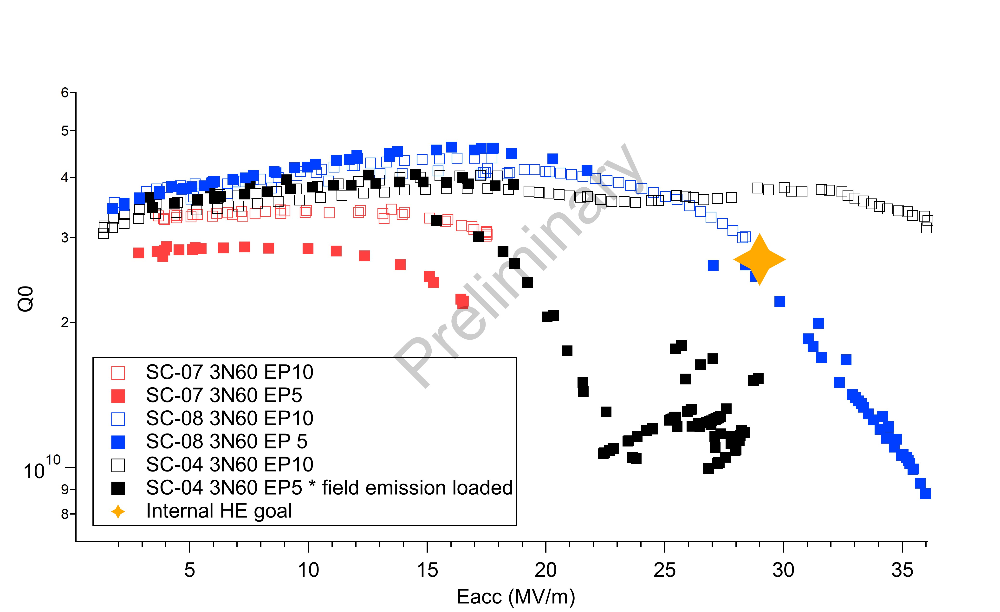 6
5
4
3
2
10^10
9
8
Q0
Preliminary
SC-07 3N60 EP10
SC-07 3N60 EP5
SC-08 3N60 EP10
SC-08 3N60 EP 5
SC-04 3N60 EP10
SC-04 3N60 EP5 * field emission loaded
Internal HE goal
5 10 15 20 25 30 35
Eacc (MV/m)